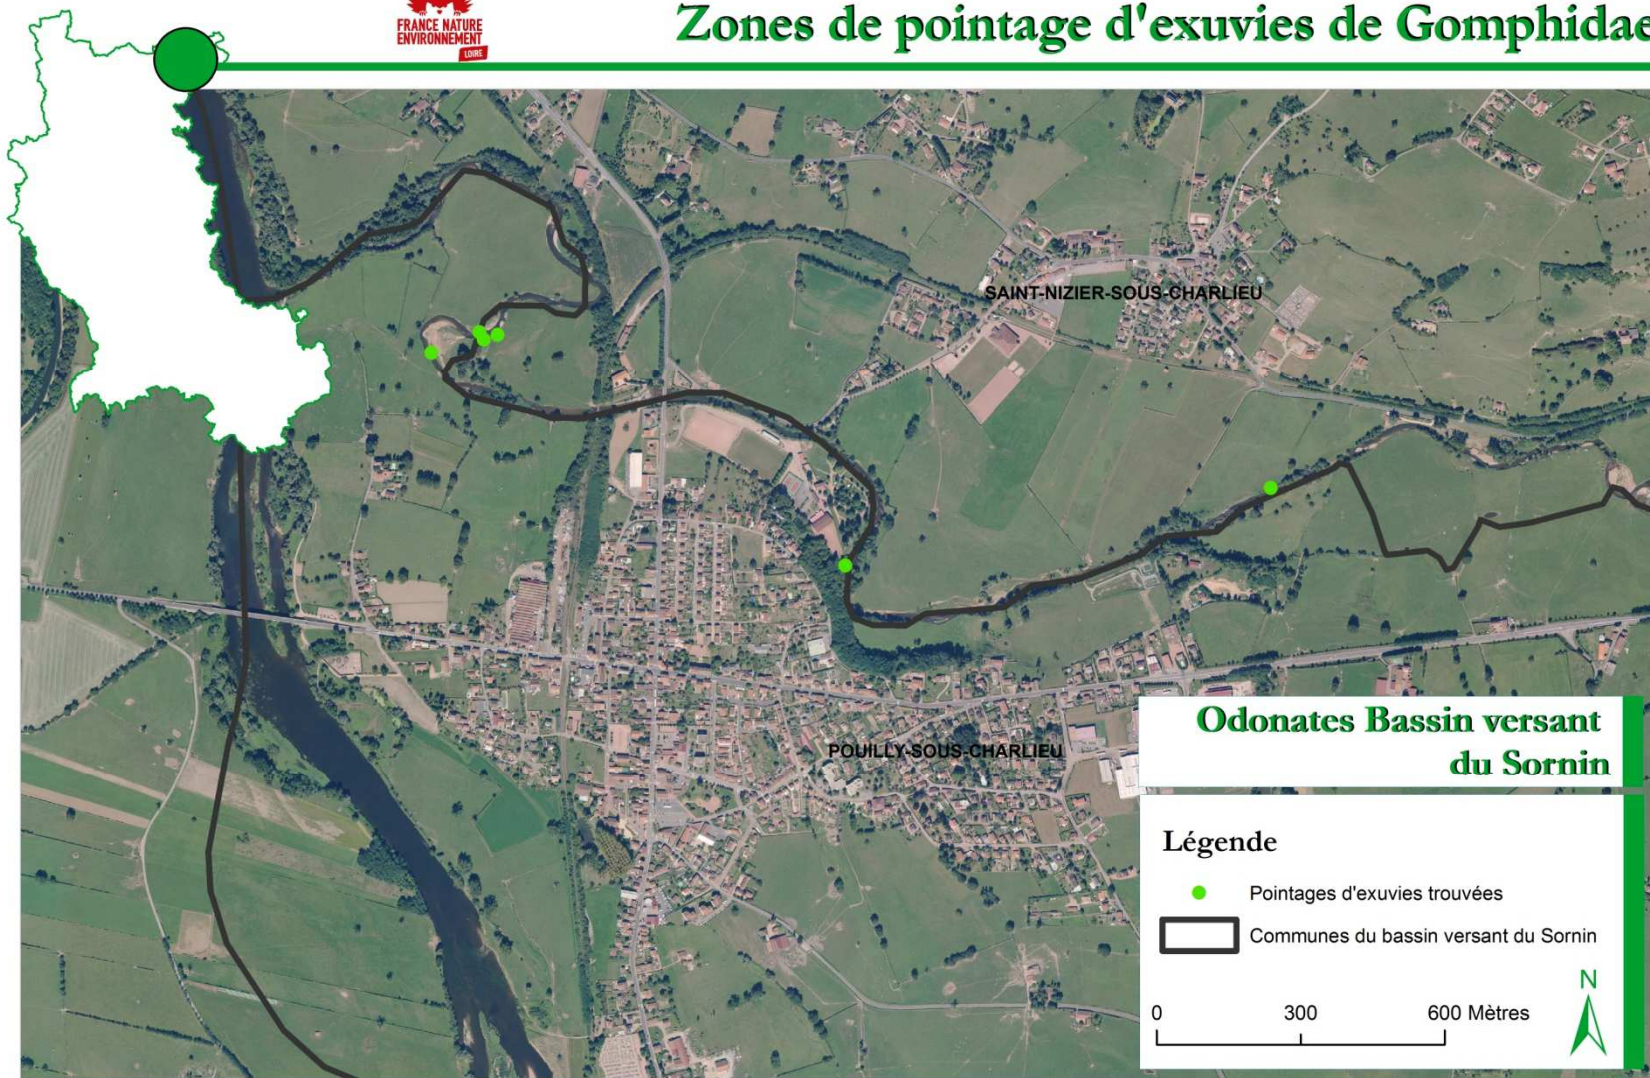 FRANCE NATURE
ENVIRONNEMENT
LOIRE
Zones de pointage d'exuvies de Gomphidae
SAINT-NIZIER-SOUS-CHARLIEU
POUILLY-SOUS-CHARLIEU
Odonates Bassin versant
du Sornin
Légende
Pointages d'exuvies trouvées
Communes du bassin versant du Sornin
N
0 300 600 Mètres